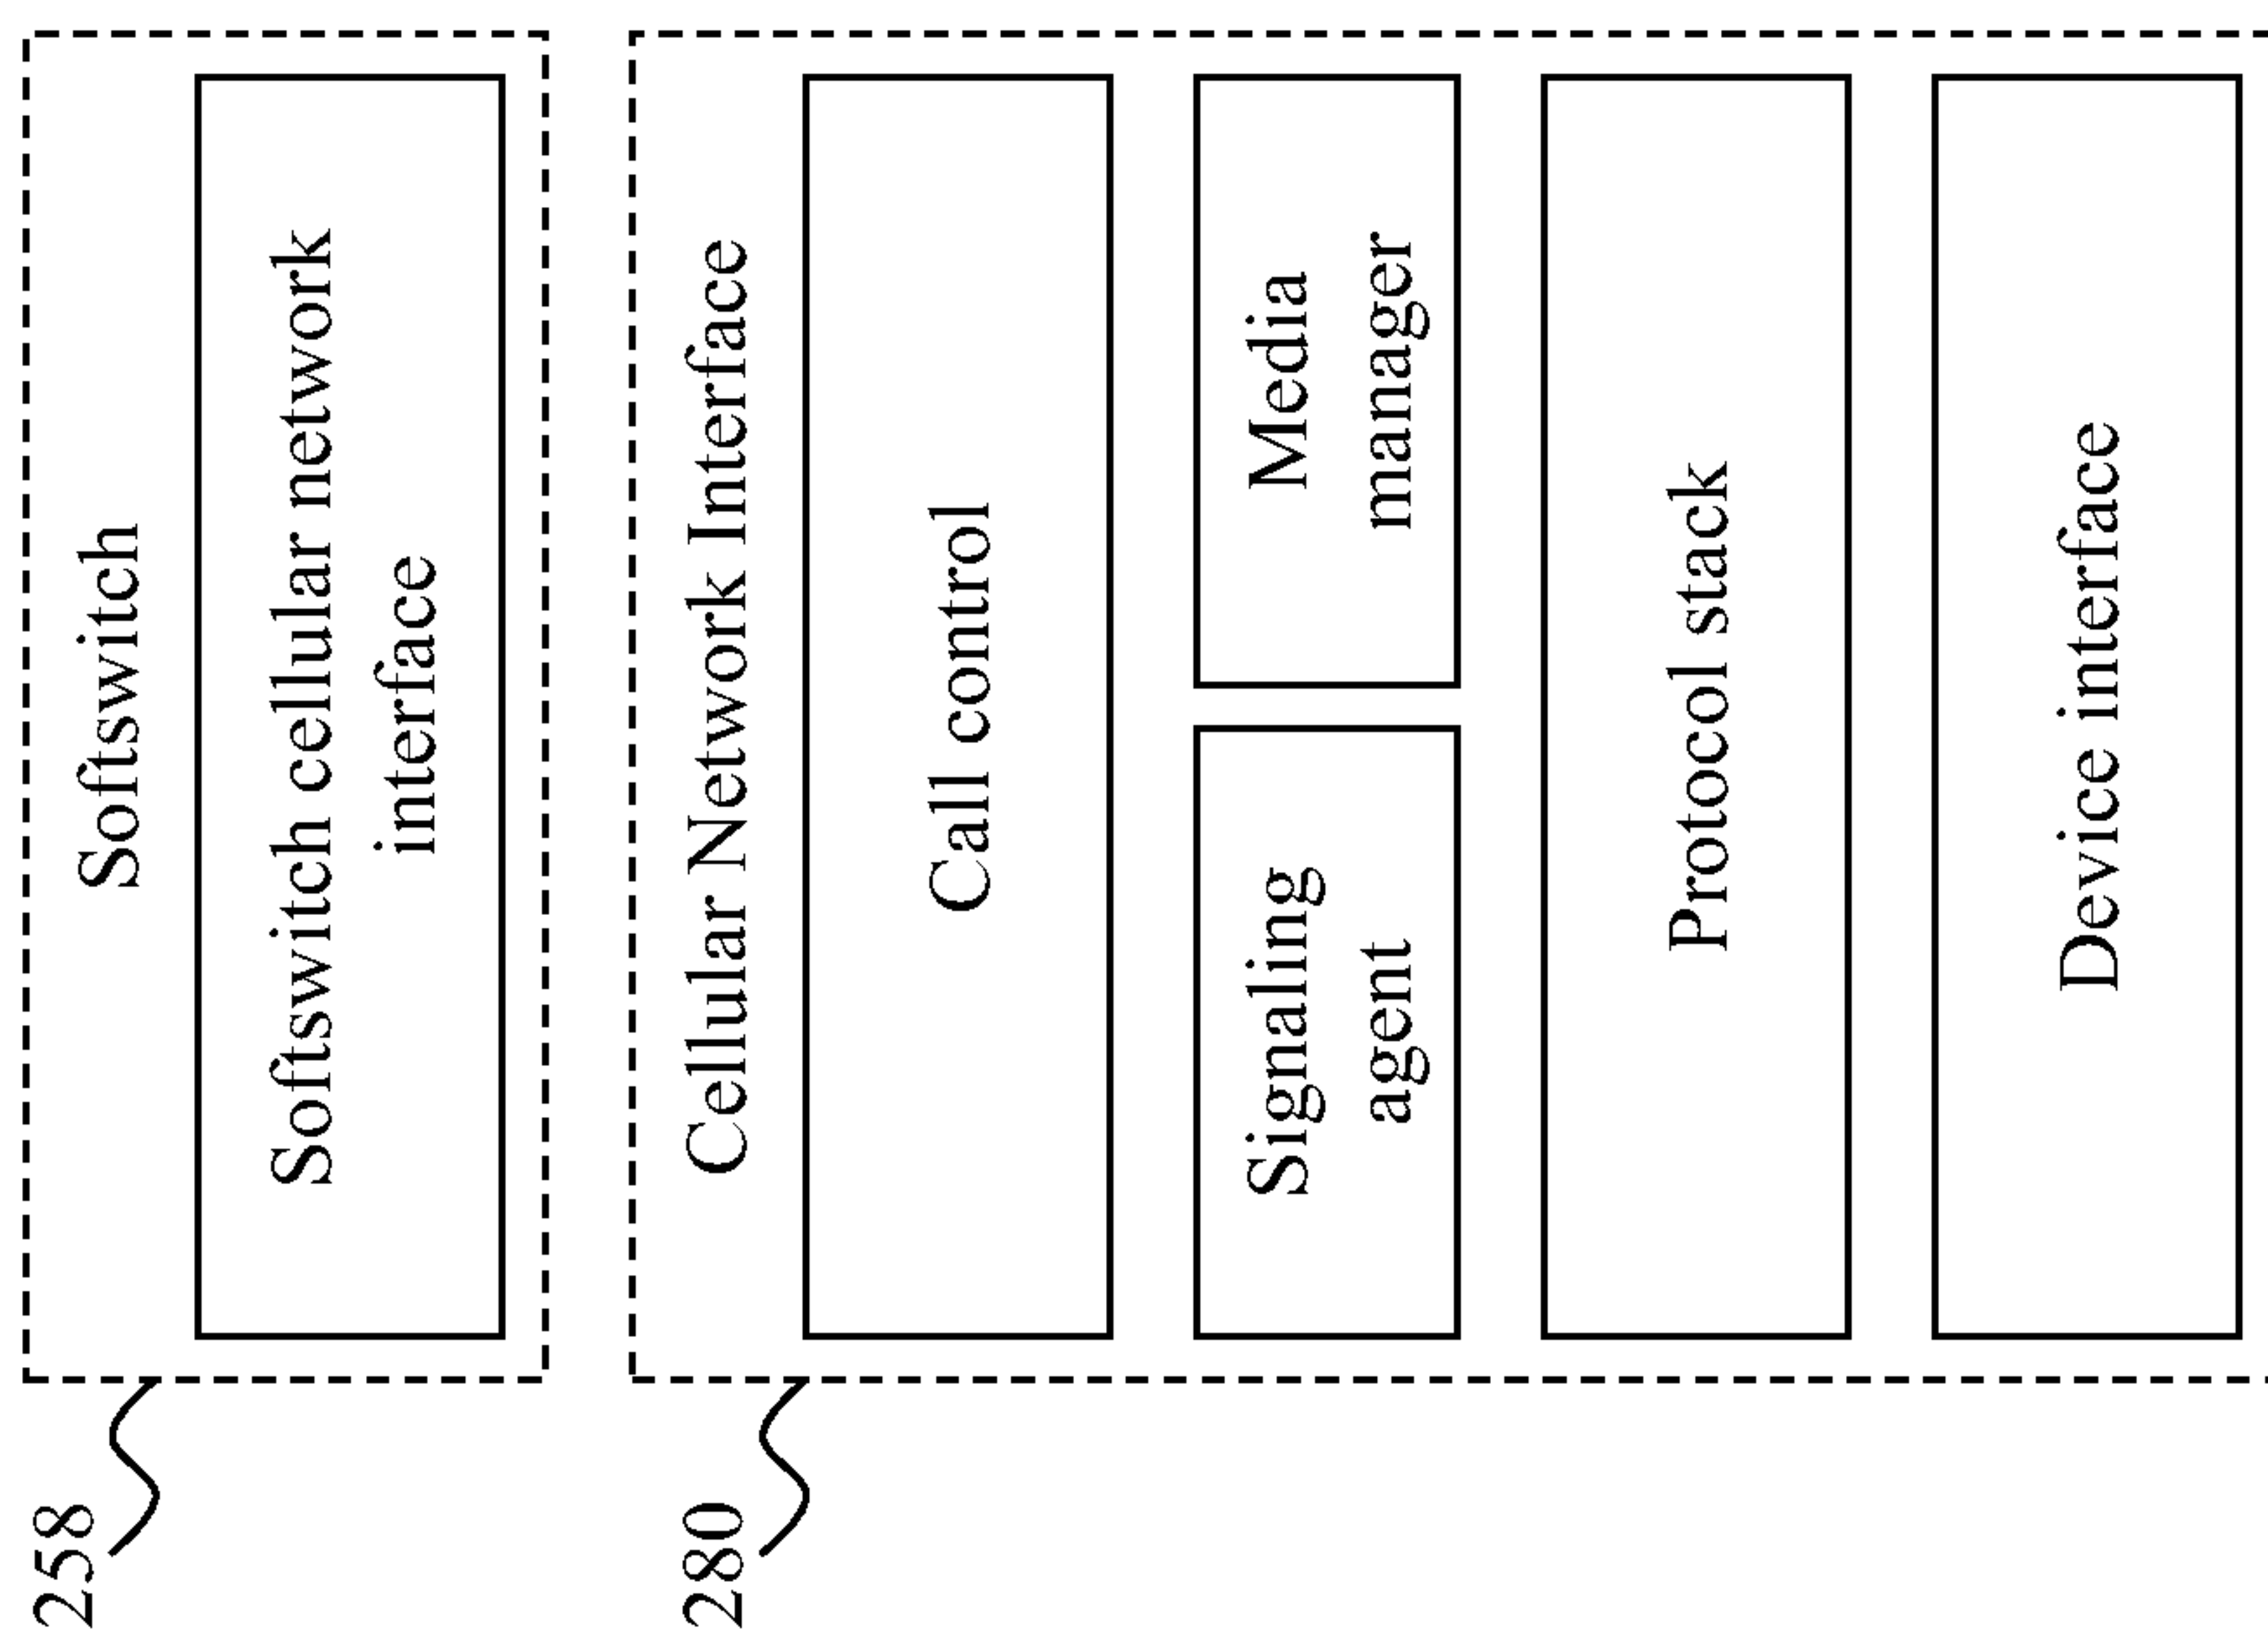 258
Softswitch
Softswitch cellular network
interface
280
Cellular Network Interface
Call control
Signaling
agent
Media
manager
Protocol stack
Device interface